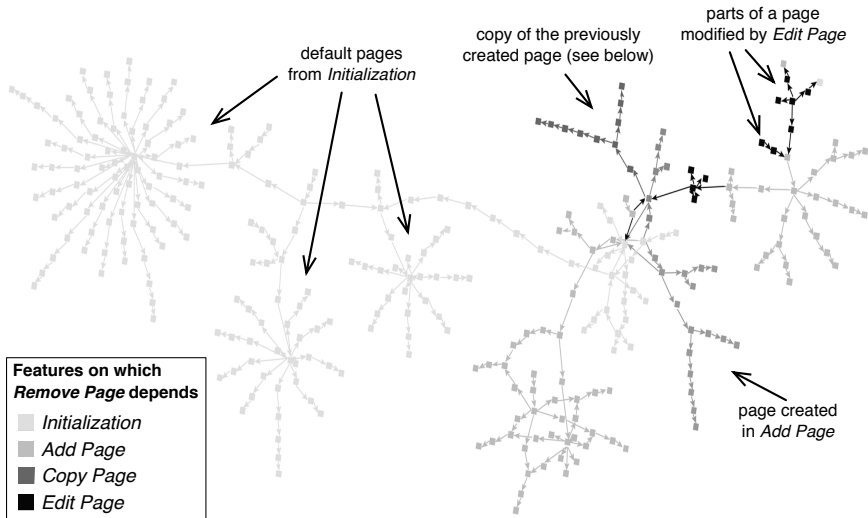 default pages
from Initialization
copy of the previously
created page (see below)
parts of a page
modified by Edit Page
Features on which
Remove Page depends
Initialization
Add Page
Copy Page
Edit Page
page created
in Add Page